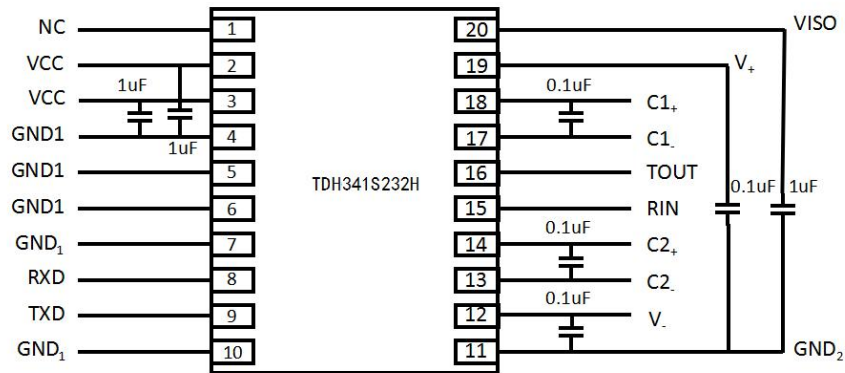 NC 1 20 VISO
VCC 2 19 V+
1uF 0.1uF
VCC 3 18 C1+
GND1 4 17 C1-
1uF
GND1 5 16 TOUT
TDH341S232H
0.1uF 1uF
GND1 6 15 RIN
0.1uF
GND1 7 14 C2+
RXD 8 13 C2-
0.1uF
TXD 9 12 V-
GND1 10 11 GND2